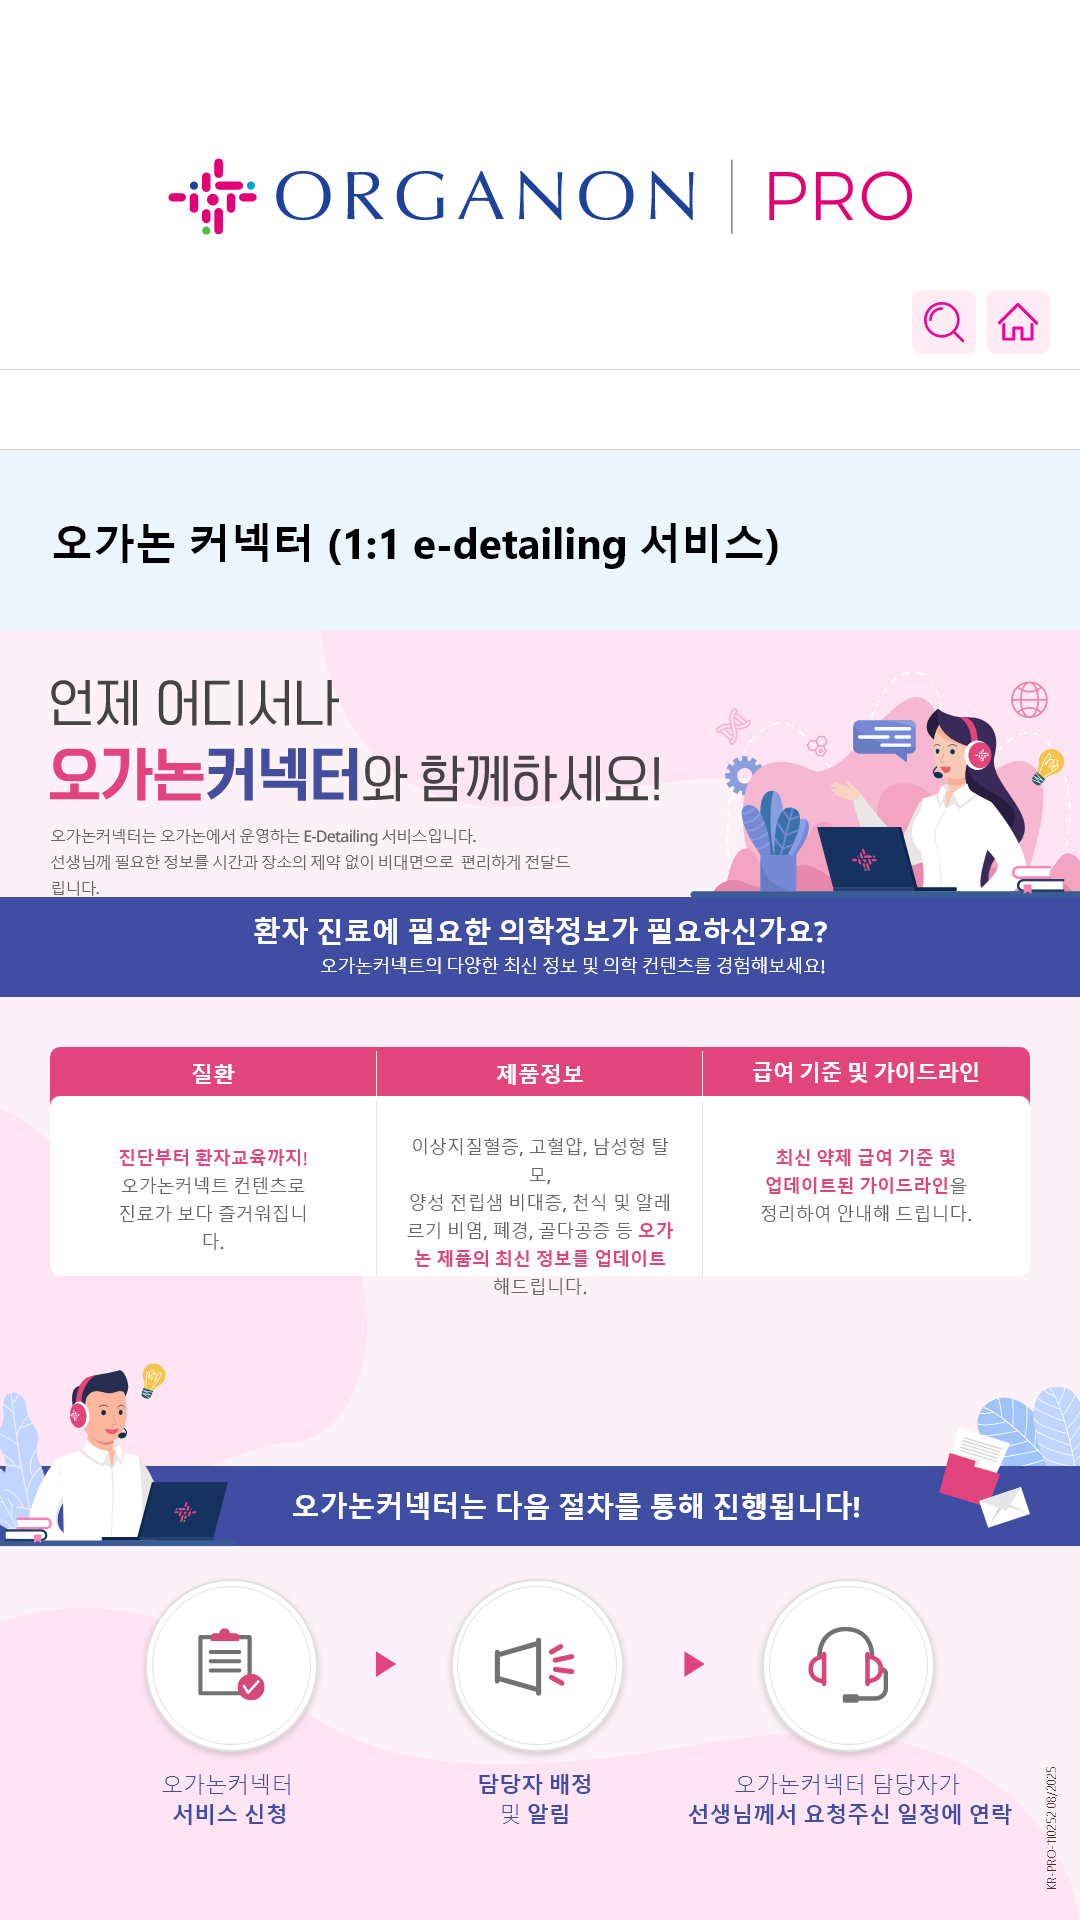 ORGANON | PRO
오가논 커넥터 (1:1 e-detailing 서비스)
언제 어디서나
오가논커넥터와 함께하세요!
오가논커넥터는 오가논에서 운영하는 E-Detailing 서비스입니다.
선생님께 필요한 정보를 시간과 장소의 제약 없이 비대면으로 편리하게 전달드
립니다.
환자 진료에 필요한 의학정보가 필요하신가요?
오가논커넥트의 다양한 최신 정보 및 의학 컨텐츠를 경험해보세요!
질환
진단부터 환자교육까지!
오가논커넥트 컨텐츠로
진료가 보다 즐거워집니
다.
제품정보
이상지질혈증, 고혈압, 남성형 탈
모,
양성 전립샘 비대증, 천식 및 알레
르기 비염, 폐경, 골다공증 등 오가
논 제품의 최신 정보를 업데이트
해드립니다.
급여 기준 및 가이드라인
최신 약제 급여 기준 및
업데이트된 가이드라인을
정리하여 안내해 드립니다.
오가논커넥터는 다음 절차를 통해 진행됩니다!
오가논커넥터
서비스 신청
담당자 배정
및 알림
오가논커넥터 담당자가
선생님께서 요청주신 일정에 연락
KR-PRO-110252 08/2025